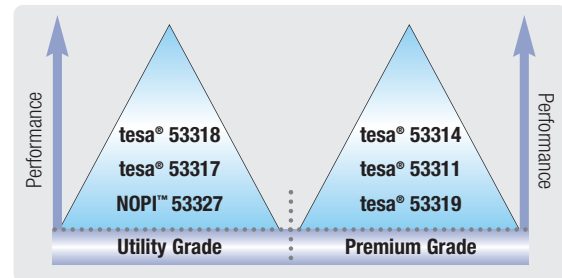 Performance
tesa® 53318
tesa® 53317
NOPI™ 53327
Utility Grade
tesa® 53314
tesa® 53311
tesa® 53319
Premium Grade
Performance